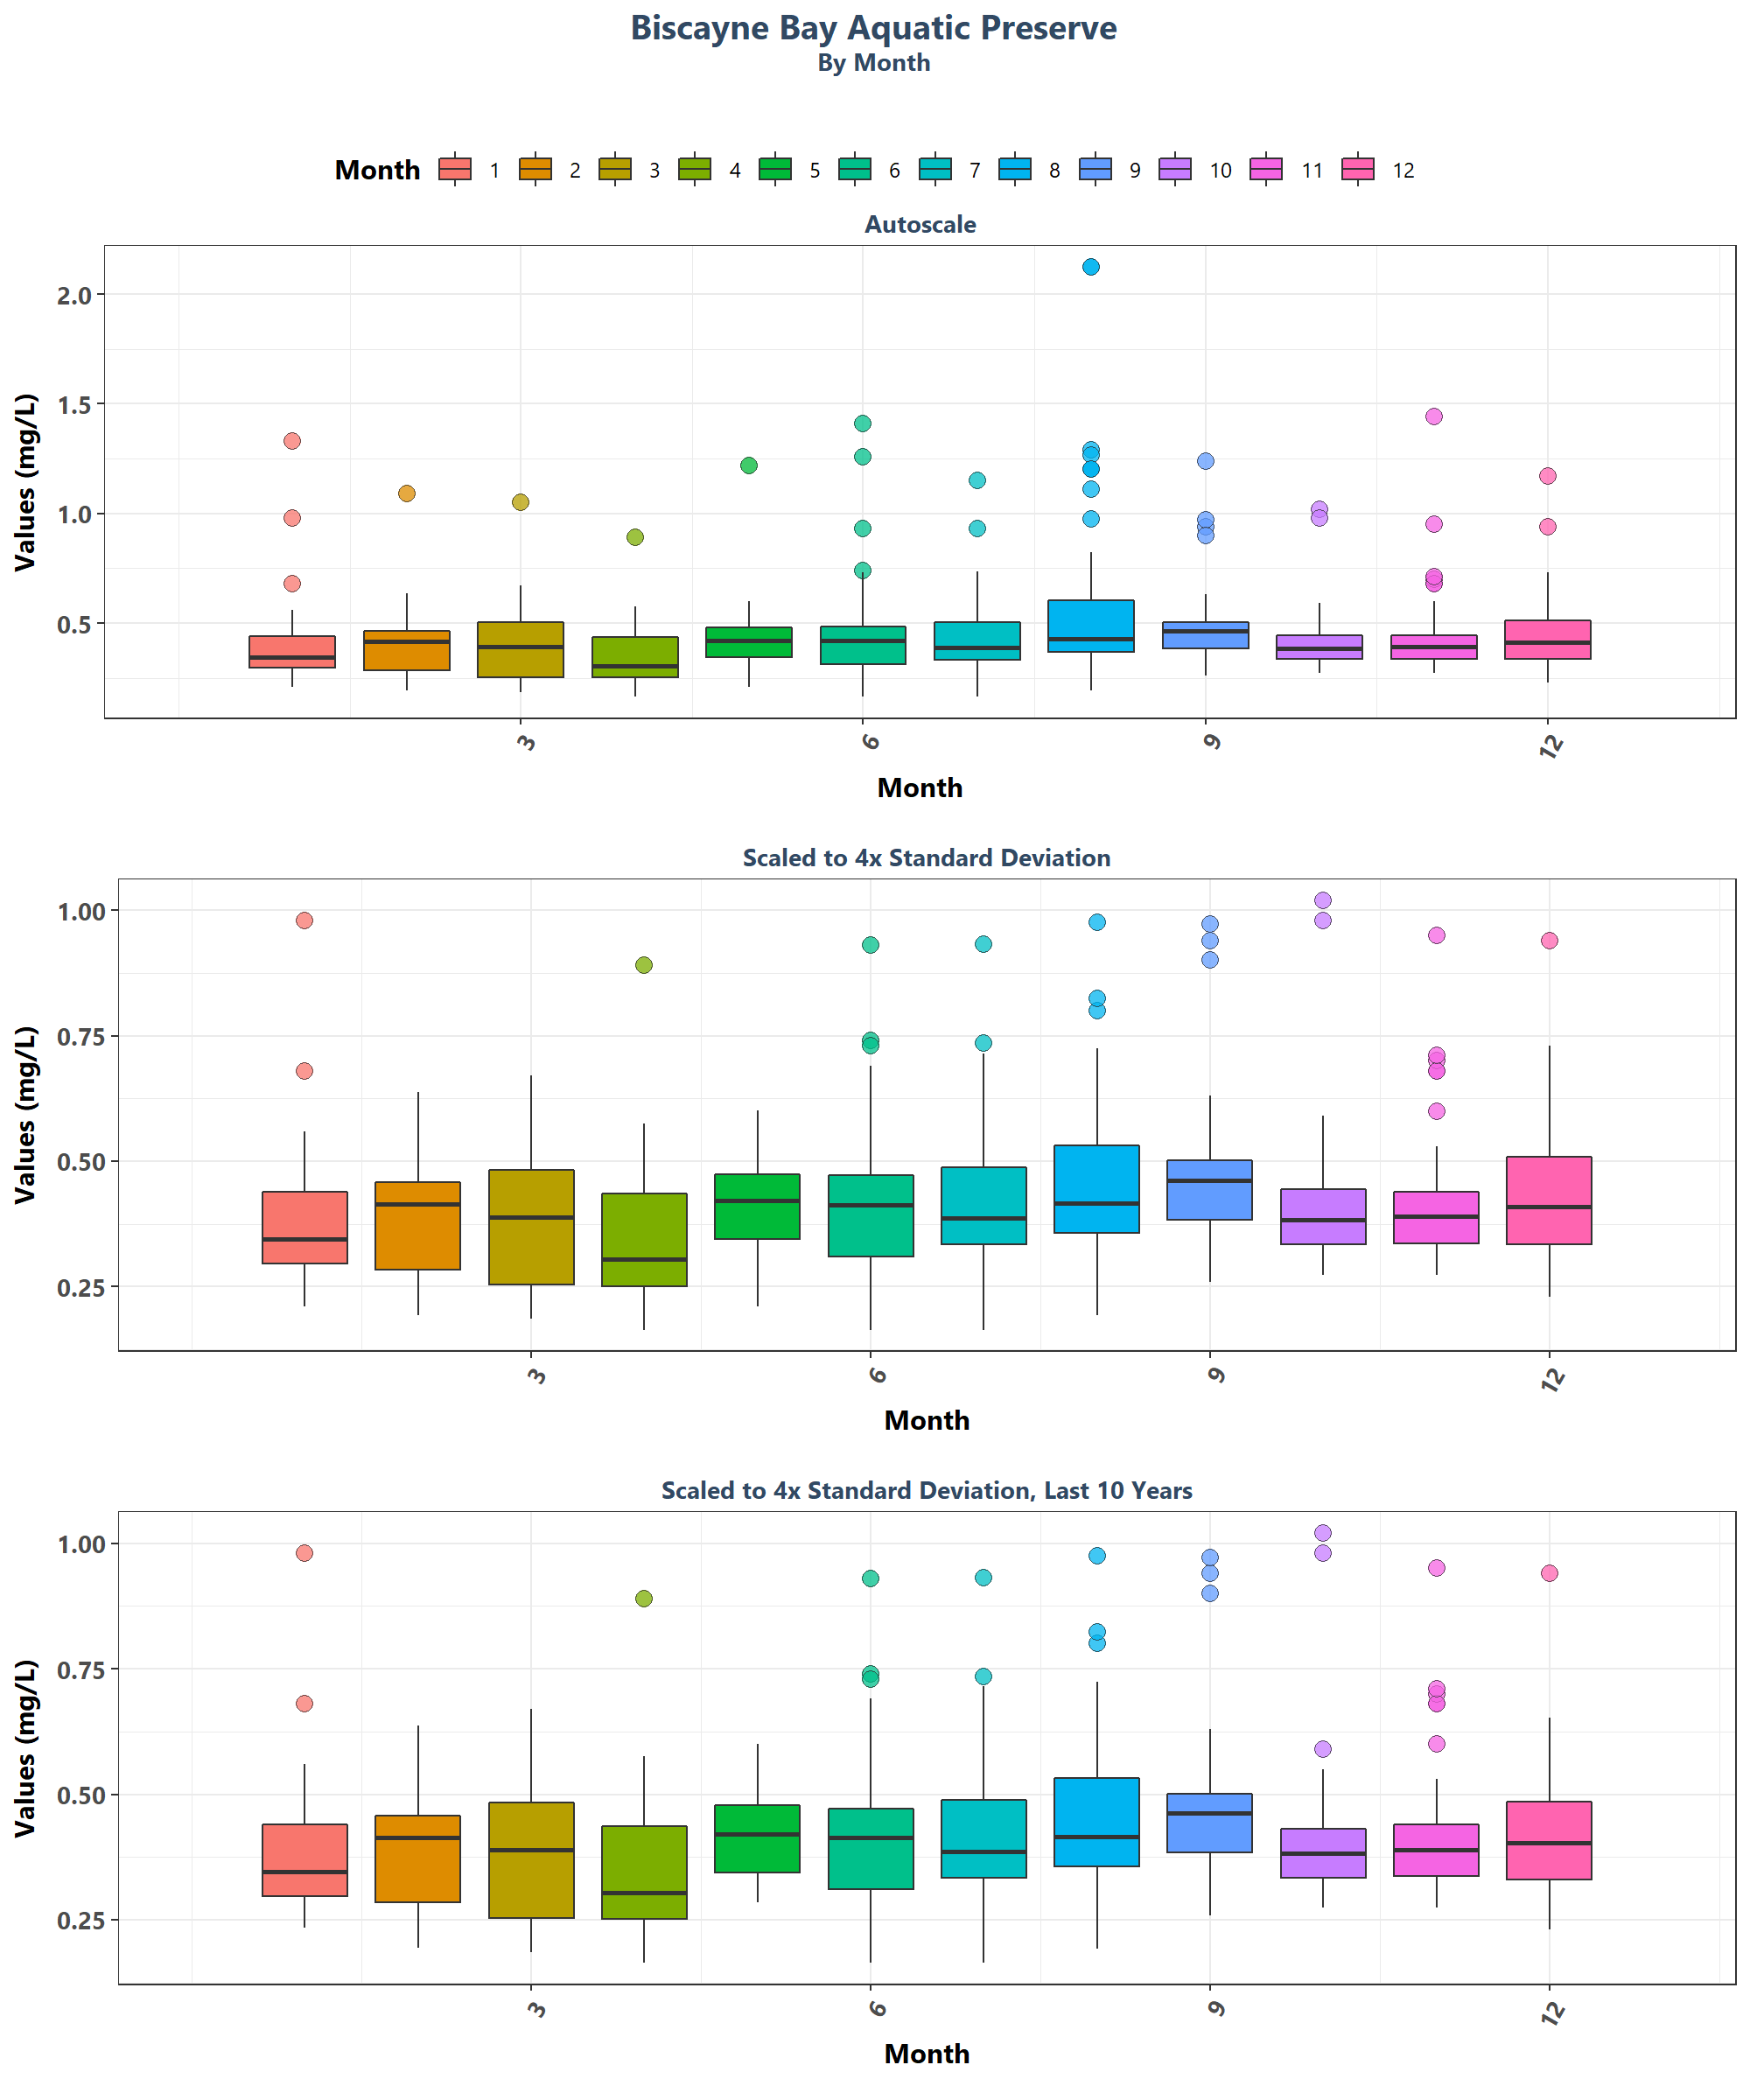 Biscayne Bay Aquatic Preserve
By Month
Month 1 2 3 4 5 6 7 8 9 10 11 12
Autoscale
Values (mg/L)
2.0
1.5
1.0
0.5
3 6 9 12
Month
Scaled to 4x Standard Deviation
Values (mg/L)
1.00
0.75
0.50
0.25
3 6 9 12
Month
Scaled to 4x Standard Deviation, Last 10 Years
Values (mg/L)
1.00
0.75
0.50
0.25
3 6 9 12
Month